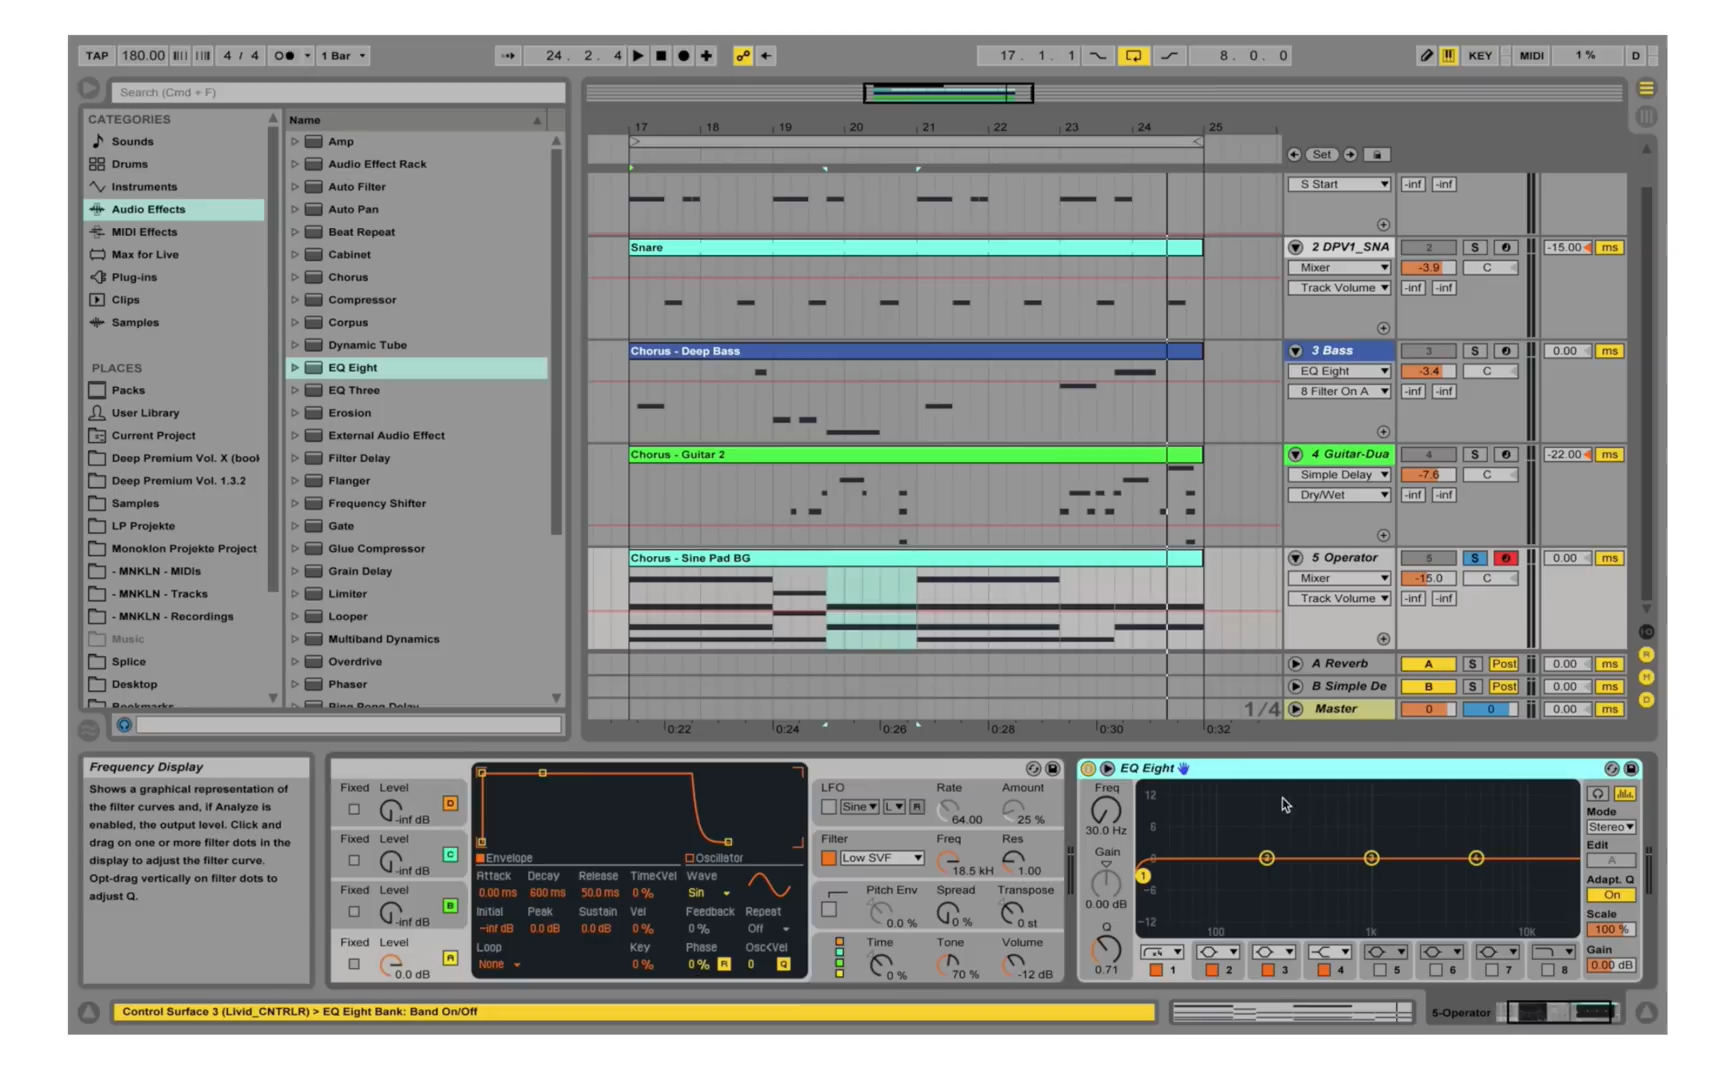 TAP 180.00 4 / 4 1 Bar 24 . 2 . 4 17 . 1 . 1 8 . 0 . 0 KEY MIDI 1 % D
Search (Cmd + F)
CATEGORIES
Sounds
Drums
Instruments
Audio Effects
MIDI Effects
Max for Live
Plug-ins
Clips
Samples
PLACES
Packs
User Library
Current Project
Deep Premium Vol. X (bool
Deep Premium Vol. 1.3.2
Samples
LP Projekte
Monoklon Projekte Project
- MNKLN - MIDIs
- MNKLN - Tracks
- MNKLN - Recordings
Music
Splice
Desktop
Bookmarks
Name
Amp
Audio Effect Rack
Auto Filter
Auto Pan
Beat Repeat
Cabinet
Chorus
Compressor
Corpus
Dynamic Tube
EQ Eight
EQ Three
Erosion
External Audio Effect
Filter Delay
Flanger
Frequency Shifter
Gate
Glue Compressor
Grain Delay
Limiter
Looper
Multiband Dynamics
Overdrive
Phaser
Ping Pong Delay
17 18 19 20 21 22 23 24 25
Set
S Start -inf -inf
Snare
2 DPV1_SNA 2 S -15.00 ms
Mixer -3.9 C
Track Volume -inf -inf
Chorus - Deep Bass
3 Bass 3 S 0.00 ms
EQ Eight -3.4 C
8 Filter On A -inf -inf
Chorus - Guitar 2
4 Guitar-Dua 4 S -22.00 ms
Simple Delay -7.6 C
Dry/Wet -inf -inf
Chorus - Sine Pad BG
5 Operator 5 S 0.00 ms
Mixer -15.0 C
Track Volume -inf -inf
A Reverb A S Post 0.00 ms
B Simple De B S Post 0.00 ms
1/4 Master 0 0 0.00 ms
0:22 0:24 0:26 0:28 0:30 0:32
R
M
D
Frequency Display
Shows a graphical representation of
the filter curves and, if Analyze is
enabled, the output level. Click and
drag on one or more filter dots in the
display to adjust the filter curve.
Opt-drag vertically on filter dots to
adjust Q.
Fixed Level
-inf dB D
Fixed Level
-inf dB C
Fixed Level
-inf dB B
Fixed Level
0.0 dB A
Envelope Oscillator
Attack Decay Release Time<Vel Wave
0.00 ms 600 ms 50.0 ms 0 % Sin
Initial Peak Sustain Vel Feedback Repeat
-inf dB 0.0 dB 0.0 dB 0 % 0 % Off
Loop Key Phase Osc<Vel
None 0 % 0 % R 0 Q
LFO Rate Amount
Sine L R 64.00 25 %
Filter Freq Res
Low SVF 18.5 kH 1.00
Pitch Env Spread Transpose
0.0 % 0 % 0 st
Time Tone Volume
0 % 70 % -12 dB
EQ Eight
Freq
30.0 Hz
Gain
0.00 dB
Q
0.71
12
6
0
-6
-12
1 2 3 4
100 1k 10k
1 2 3 4 5 6 7 8
Mode
Stereo
Edit
A
Adapt. Q
On
Scale
100 %
Gain
0.00 dB
Control Surface 3 (Livid_CNTRLR) > EQ Eight Bank: Band On/Off
5-Operator